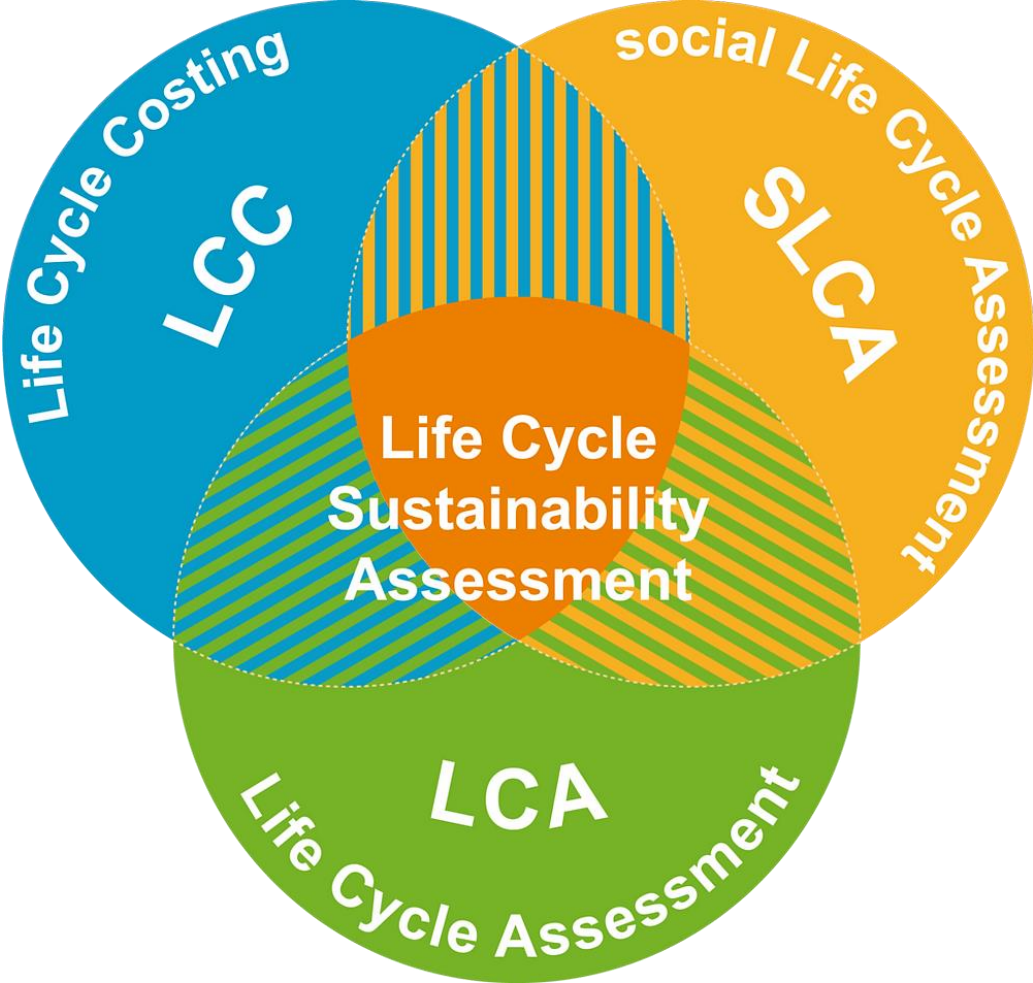 Life Cycle Costing
LCC
social Life Cycle Assessment
SLCA
Life Cycle
Sustainability
Assessment
LCA
Life Cycle Assessment